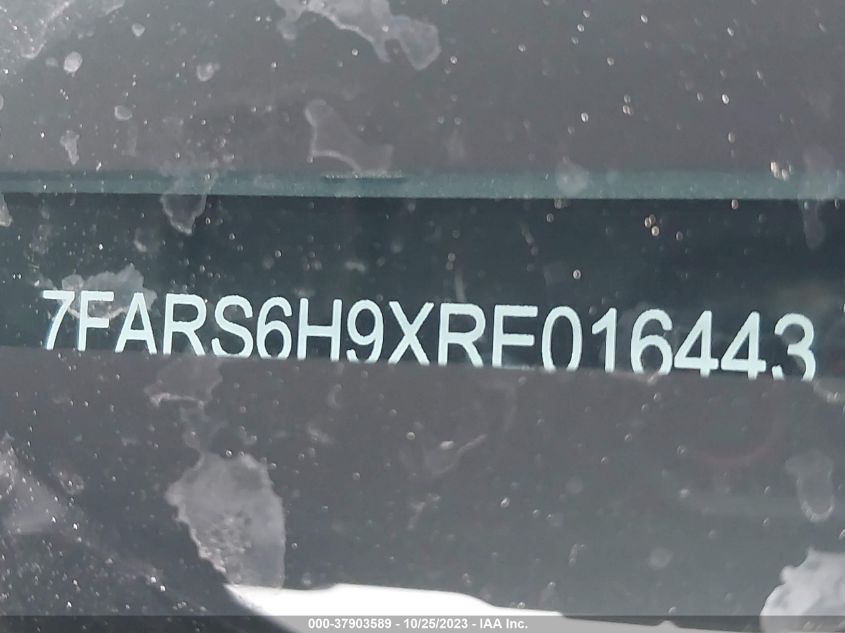 7FARS6H9XRE016443
000-37903589 - 10/25/2023 - IAA Inc.